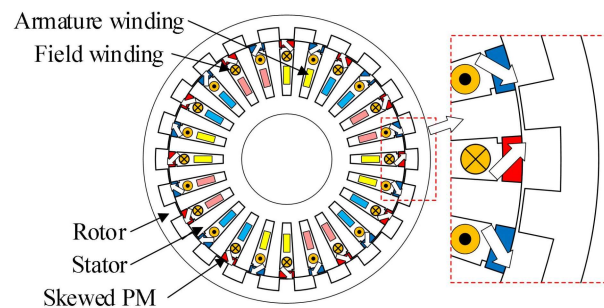 Armature winding
Field winding
Rotor
Stator
Skewed PM